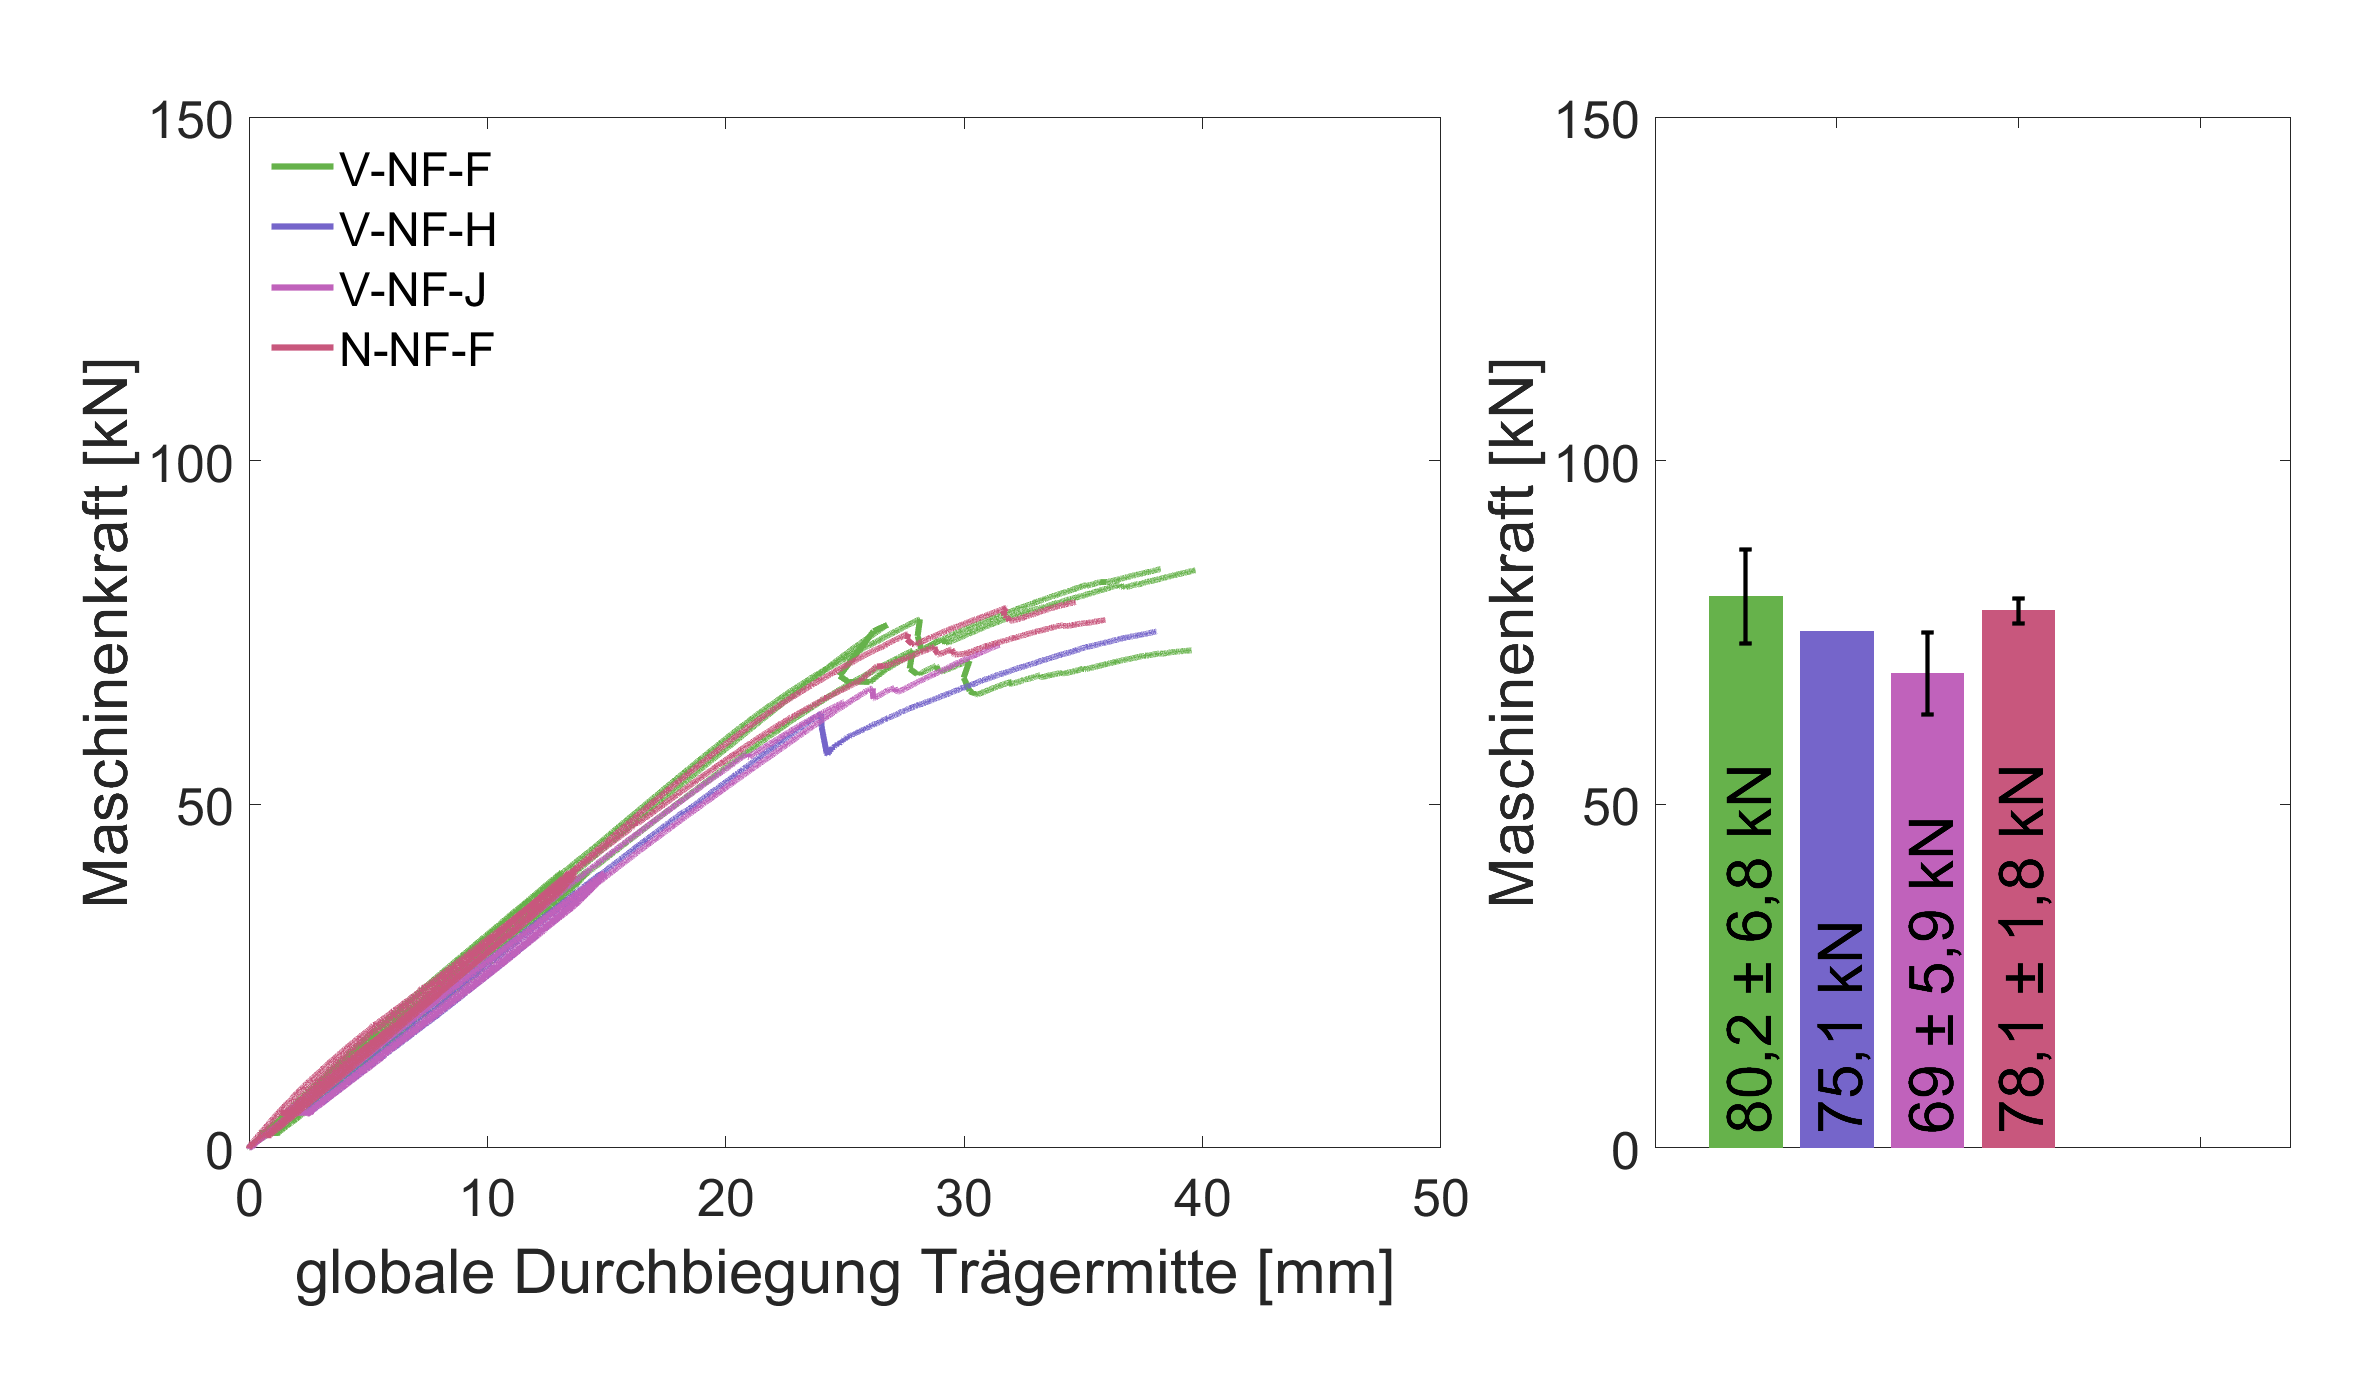 150
100
50
0
Maschinenkraft [kN]
V-NF-F
V-NF-H
V-NF-J
N-NF-F
0 10 20 30 40 50
globale Durchbiegung Trägermitte [mm]
150
100
50
0
Maschinenkraft [kN]
80,2 ± 6,8 kN
75,1 kN
69 ± 5,9 kN
78,1 ± 1,8 kN